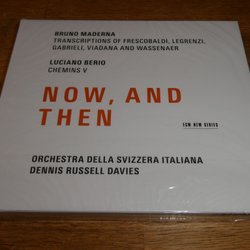 BRUNO MADERNA
TRANSCRIPTIONS OF FRESCOBALDI, LEGRENZI,
GABRIELI, VIADANA AND WASSENAER
LUCIANO BERIO
CHEMINS V
NOW, AND
THEN
ECM NEW SERIES
ORCHESTRA DELLA SVIZZERA ITALIANA
DENNIS RUSSELL DAVIES